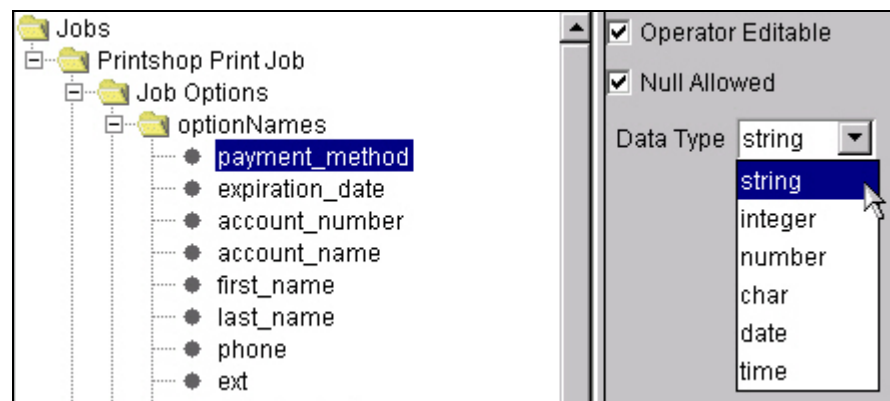 Jobs
Printshop Print Job
Job Options
optionNames
payment_method
expiration_date
account_number
account_name
first_name
last_name
phone
ext
Operator Editable
Null Allowed
Data Type string
string
integer
number
char
date
time